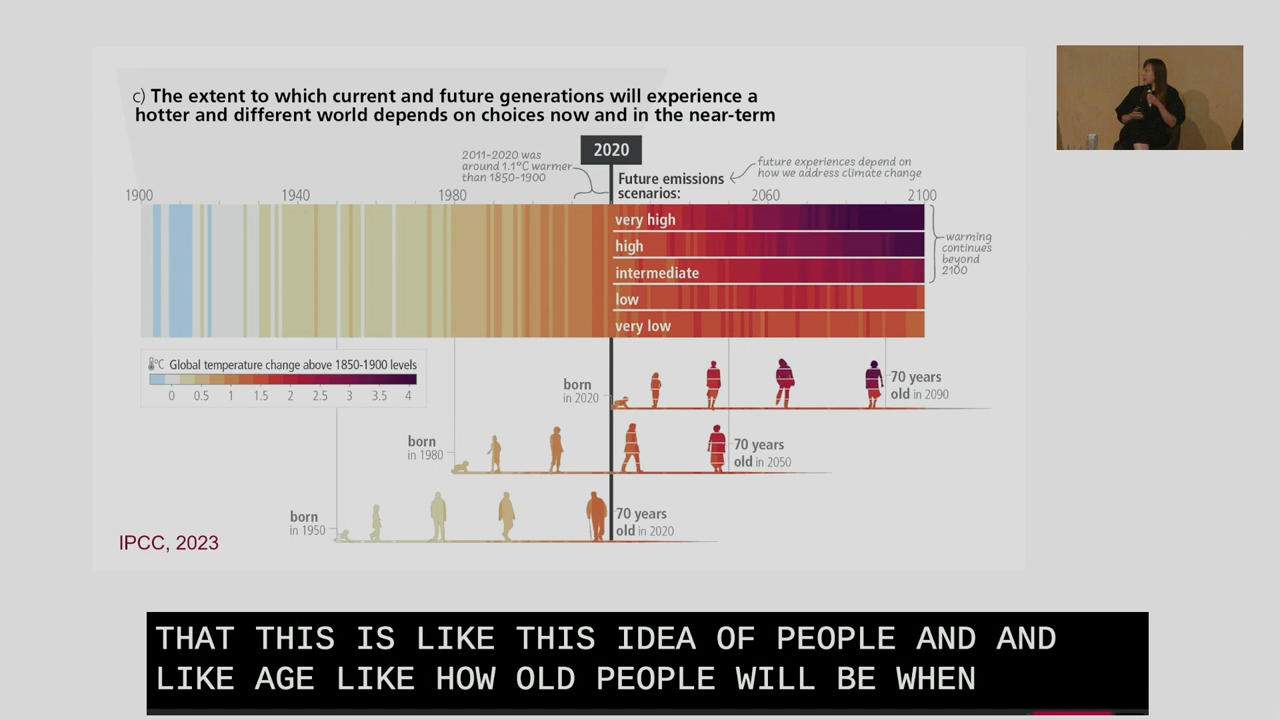 c) The extent to which current and future generations will experience a
hotter and different world depends on choices now and in the near-term
2011-2020 was
around 1.1°C warmer
than 1850-1900
2020
future experiences depend on
how we address climate change
Future emissions
scenarios:
1900
1940
1980
2060
2100
very high
high
intermediate
low
very low
warming
continues
beyond
2100
°C Global temperature change above 1850-1900 levels
0 0.5 1 1.5 2 2.5 3 3.5 4
born
in 2020
70 years
old in 2090
born
in 1980
70 years
old in 2050
born
in 1950
70 years
old in 2020
IPCC, 2023
THAT THIS IS LIKE THIS IDEA OF PEOPLE AND AND
LIKE AGE LIKE HOW OLD PEOPLE WILL BE WHEN